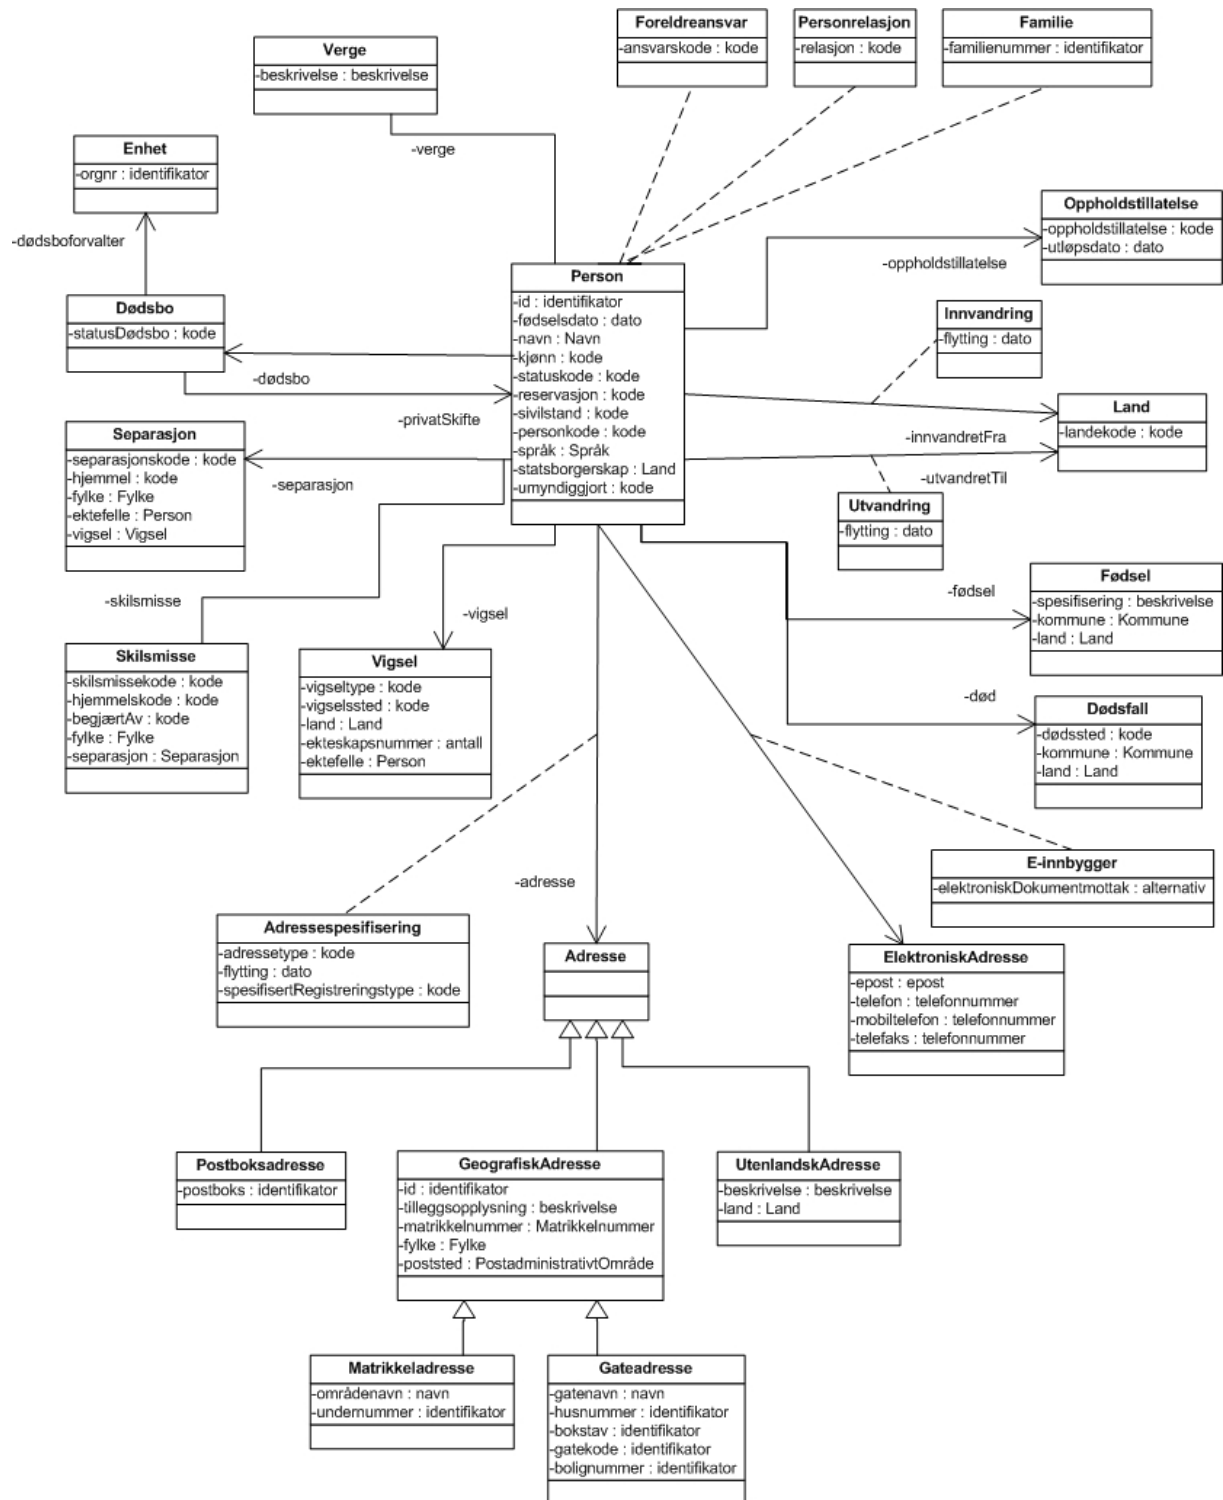 Foreldreansvar
-ansvarskode : kode
Personrelasjon
-relasjon : kode
Familie
-familienummer : identifikator
Verge
-beskrivelse : beskrivelse
-verge
Enhet
-orgnr : identifikator
-dødsboforvalter
Oppholdstillatelse
-oppholdstillatelse : kode
-utløpsdato : dato
-oppholdstillatelse
Person
-id : identifikator
-fødselsdato : dato
-navn : Navn
-kjønn : kode
-statuskode : kode
-reservasjon : kode
-sivilstand : kode
-personkode : kode
-språk : Språk
-statsborgerskap : Land
-umyndiggjort : kode
Dødsbo
-statusDødsbo : kode
-dødsbo
-privatSkifte
Innvandring
-flytting : dato
Land
-landekode : kode
-innvandretFra
-utvandretTil
Utvandring
-flytting : dato
Separasjon
-separasjonskode : kode
-hjemmel : kode
-fylke : Fylke
-ektefelle : Person
-vigsel : Vigsel
-separasjon
-skilsmisse
-vigsel
Skilsmisse
-skilsmissekode : kode
-hjemmelskode : kode
-begjærtAv : kode
-fylke : Fylke
-separasjon : Separasjon
Vigsel
-vigseltype : kode
-vigselssted : kode
-land : Land
-ekteskapsnummer : antall
-ektefelle : Person
-fødsel
Fødsel
-spesifisering : beskrivelse
-kommune : Kommune
-land : Land
-død
Dødsfall
-dødssted : kode
-kommune : Kommune
-land : Land
E-innbygger
-elektroniskDokumentmottak : alternativ
-adresse
Adressespesifisering
-adressetype : kode
-flytting : dato
-spesifisertRegistreringstype : kode
Adresse
ElektroniskAdresse
-epost : epost
-telefon : telefonnummer
-mobiltelefon : telefonnummer
-telefaks : telefonnummer
Postboksadresse
-postboks : identifikator
GeografiskAdresse
-id : identifikator
-tilleggsopplysning : beskrivelse
-matrikkelnummer : Matrikkelnummer
-fylke : Fylke
-poststed : PostadministrativtOmråde
UtenlandskAdresse
-beskrivelse : beskrivelse
-land : Land
Matrikkeladresse
-områdenavn : navn
-undernummer : identifikator
Gateadresse
-gatenavn : navn
-husnummer : identifikator
-bokstav : identifikator
-gatekode : identifikator
-bolignummer : identifikator